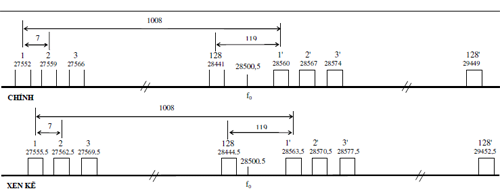 1008
7
119
1 2 3 128 1' 2' 3' 128'
27552 27559 27566 28441 28500,5 28560 28567 28574 29449
CHÍNH
f₀
1008
7
119
1 2 3 128 1' 2' 3' 128'
27555,5 27562,5 27569,5 28444,5 28500,5 28563,5 28570,5 28577,5 29452,5
XEN KẼ
f₀